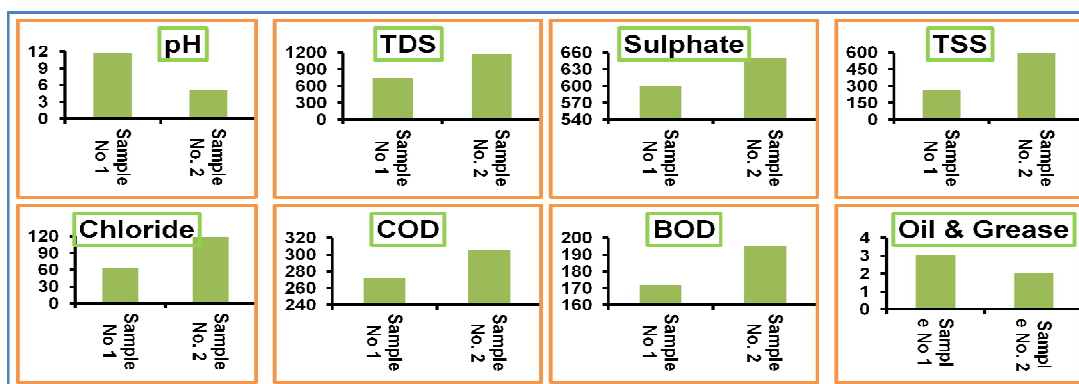 pH
12
9
6
3
0
Sample
No 1
Sample
No. 2
TDS
1200
900
600
300
0
Sample
No 1
Sample
No. 2
Sulphate
660
630
600
570
540
Sample
No 1
Sample
No. 2
TSS
600
450
300
150
0
Sample
No 1
Sample
No. 2
Chloride
120
90
60
30
0
Sample
No 1
Sample
No. 2
COD
320
300
280
260
240
Sample
No 1
Sample
No. 2
BOD
200
190
180
170
160
Sample
No 1
Sample
No. 2
Oil & Grease
4
3
2
1
0
Sampl
e No 1
Sampl
e No. 2